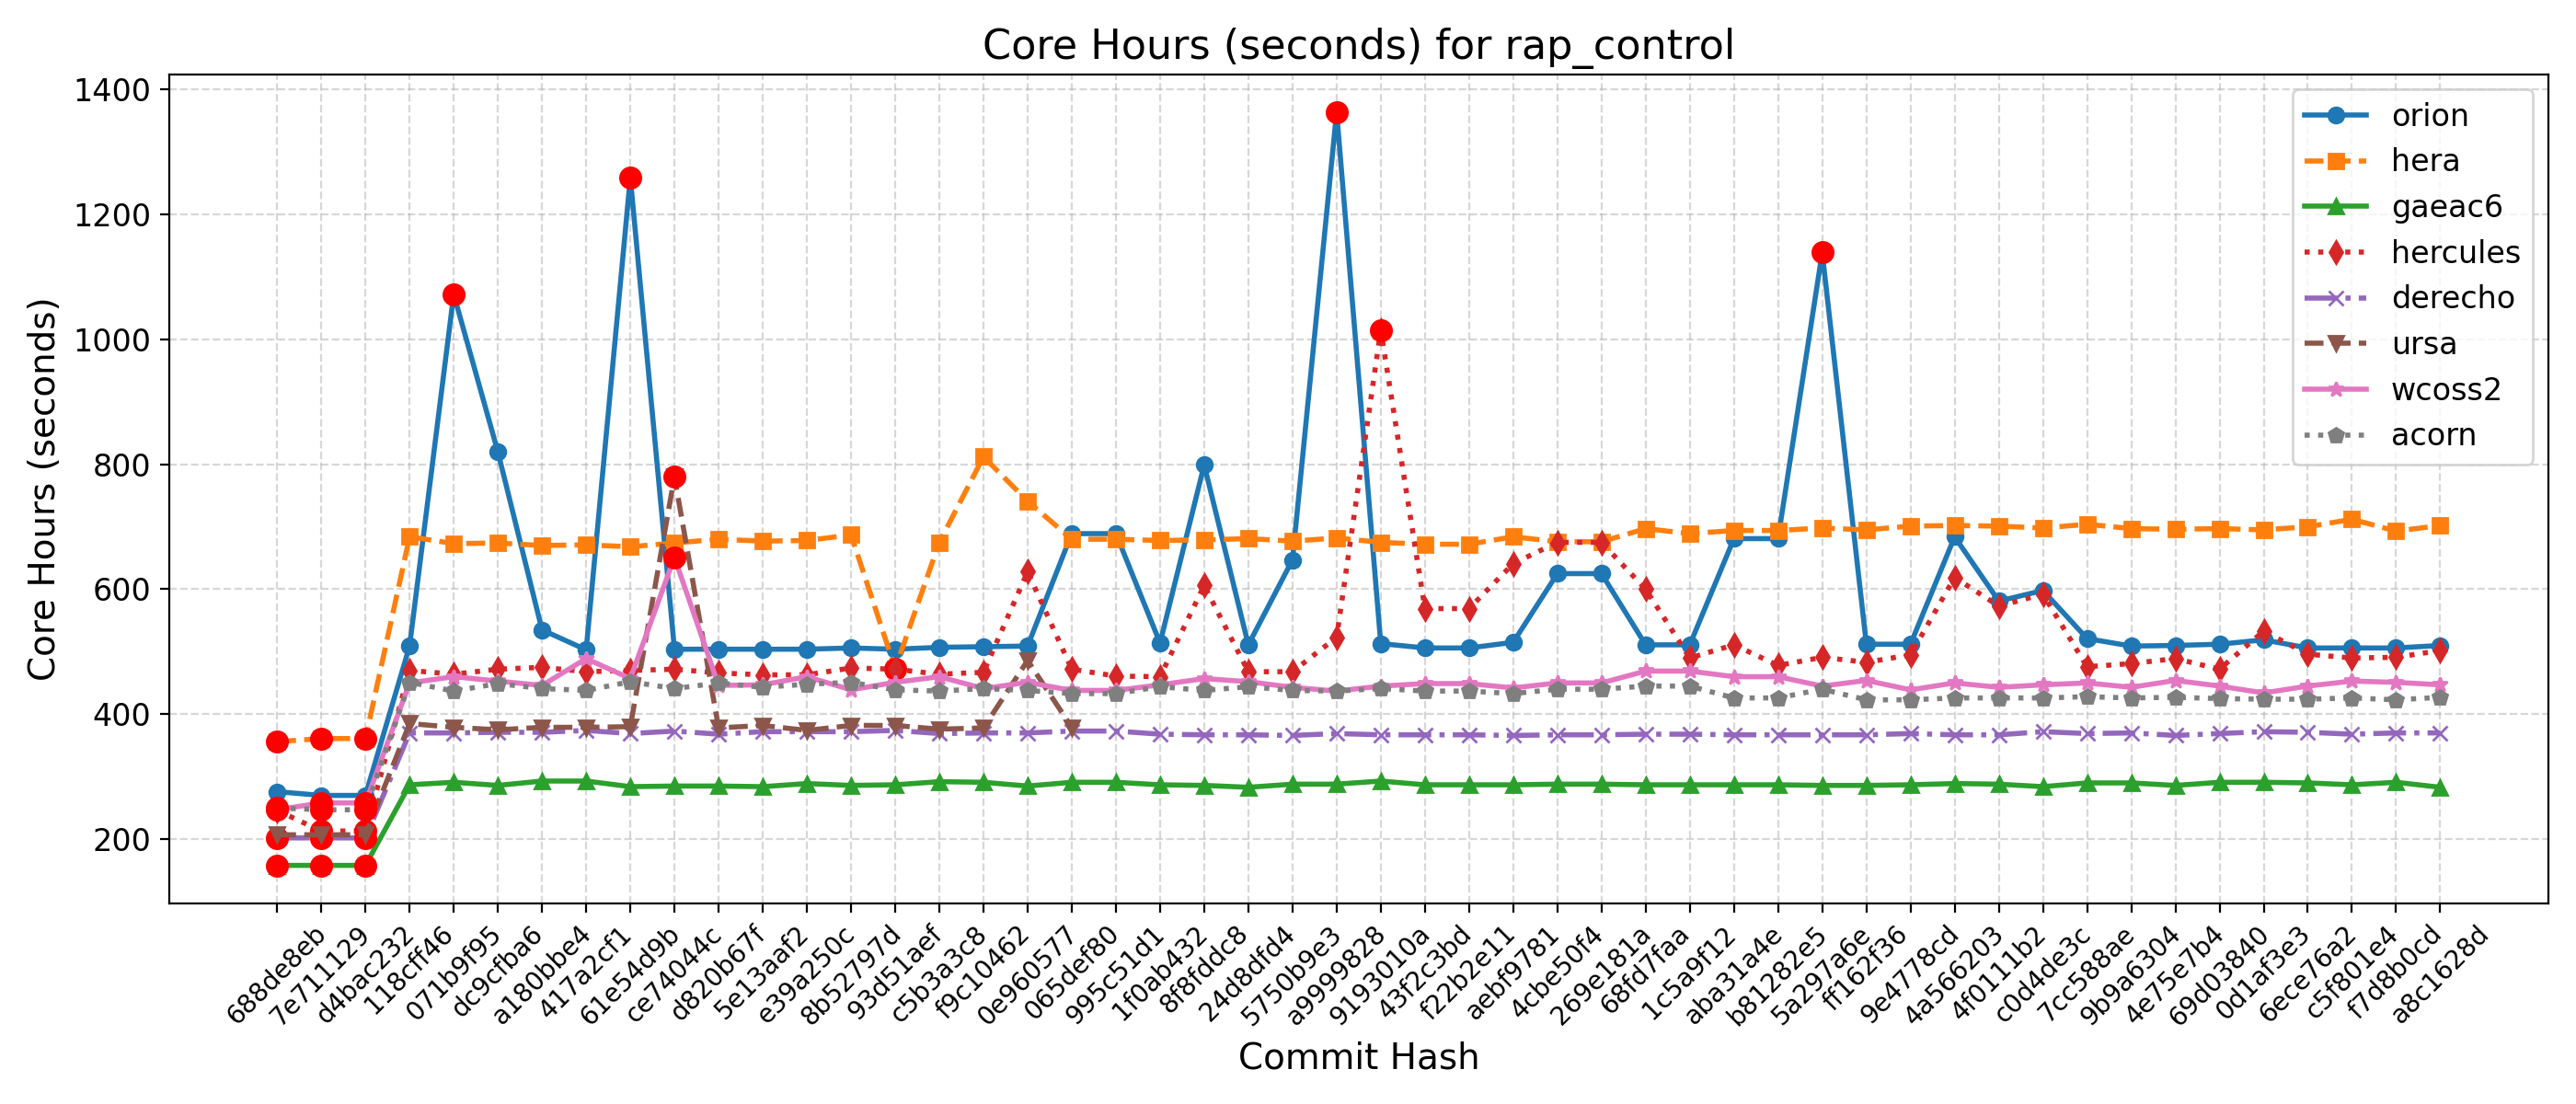 Core Hours (seconds) for rap_control
Core Hours (seconds)
1400
1200
1000
800
600
400
200
orion
hera
gaeac6
hercules
derecho
ursa
wcoss2
acorn
688de8eb
7e711129
d4bac232
118cff46
071b9f95
dc9cfba6
a180bbe4
417a2cf1
61e54d9b
ce74044c
d820b67f
5e13aaf2
e39a250c
8b52797d
93d51aef
c5b3a3c8
f9c10462
0e960577
065def80
995c51d1
1f0ab432
8f8fddc8
24d8dfd4
5750b9e3
a9999828
9193010a
43f2c3bd
f22b2e11
aebf9781
4cbe50f4
269e181a
68fd7faa
1c5a9f12
aba31a4e
b81282e5
5a297a6e
ff162f36
9e4778cd
4a566203
4f0111b2
c0d4de3c
7cc588ae
9b9a6304
4e75e7b4
69d03840
0d1af3e3
6ece76a2
c5f801e4
f7d8b0cd
a8c1628d
Commit Hash